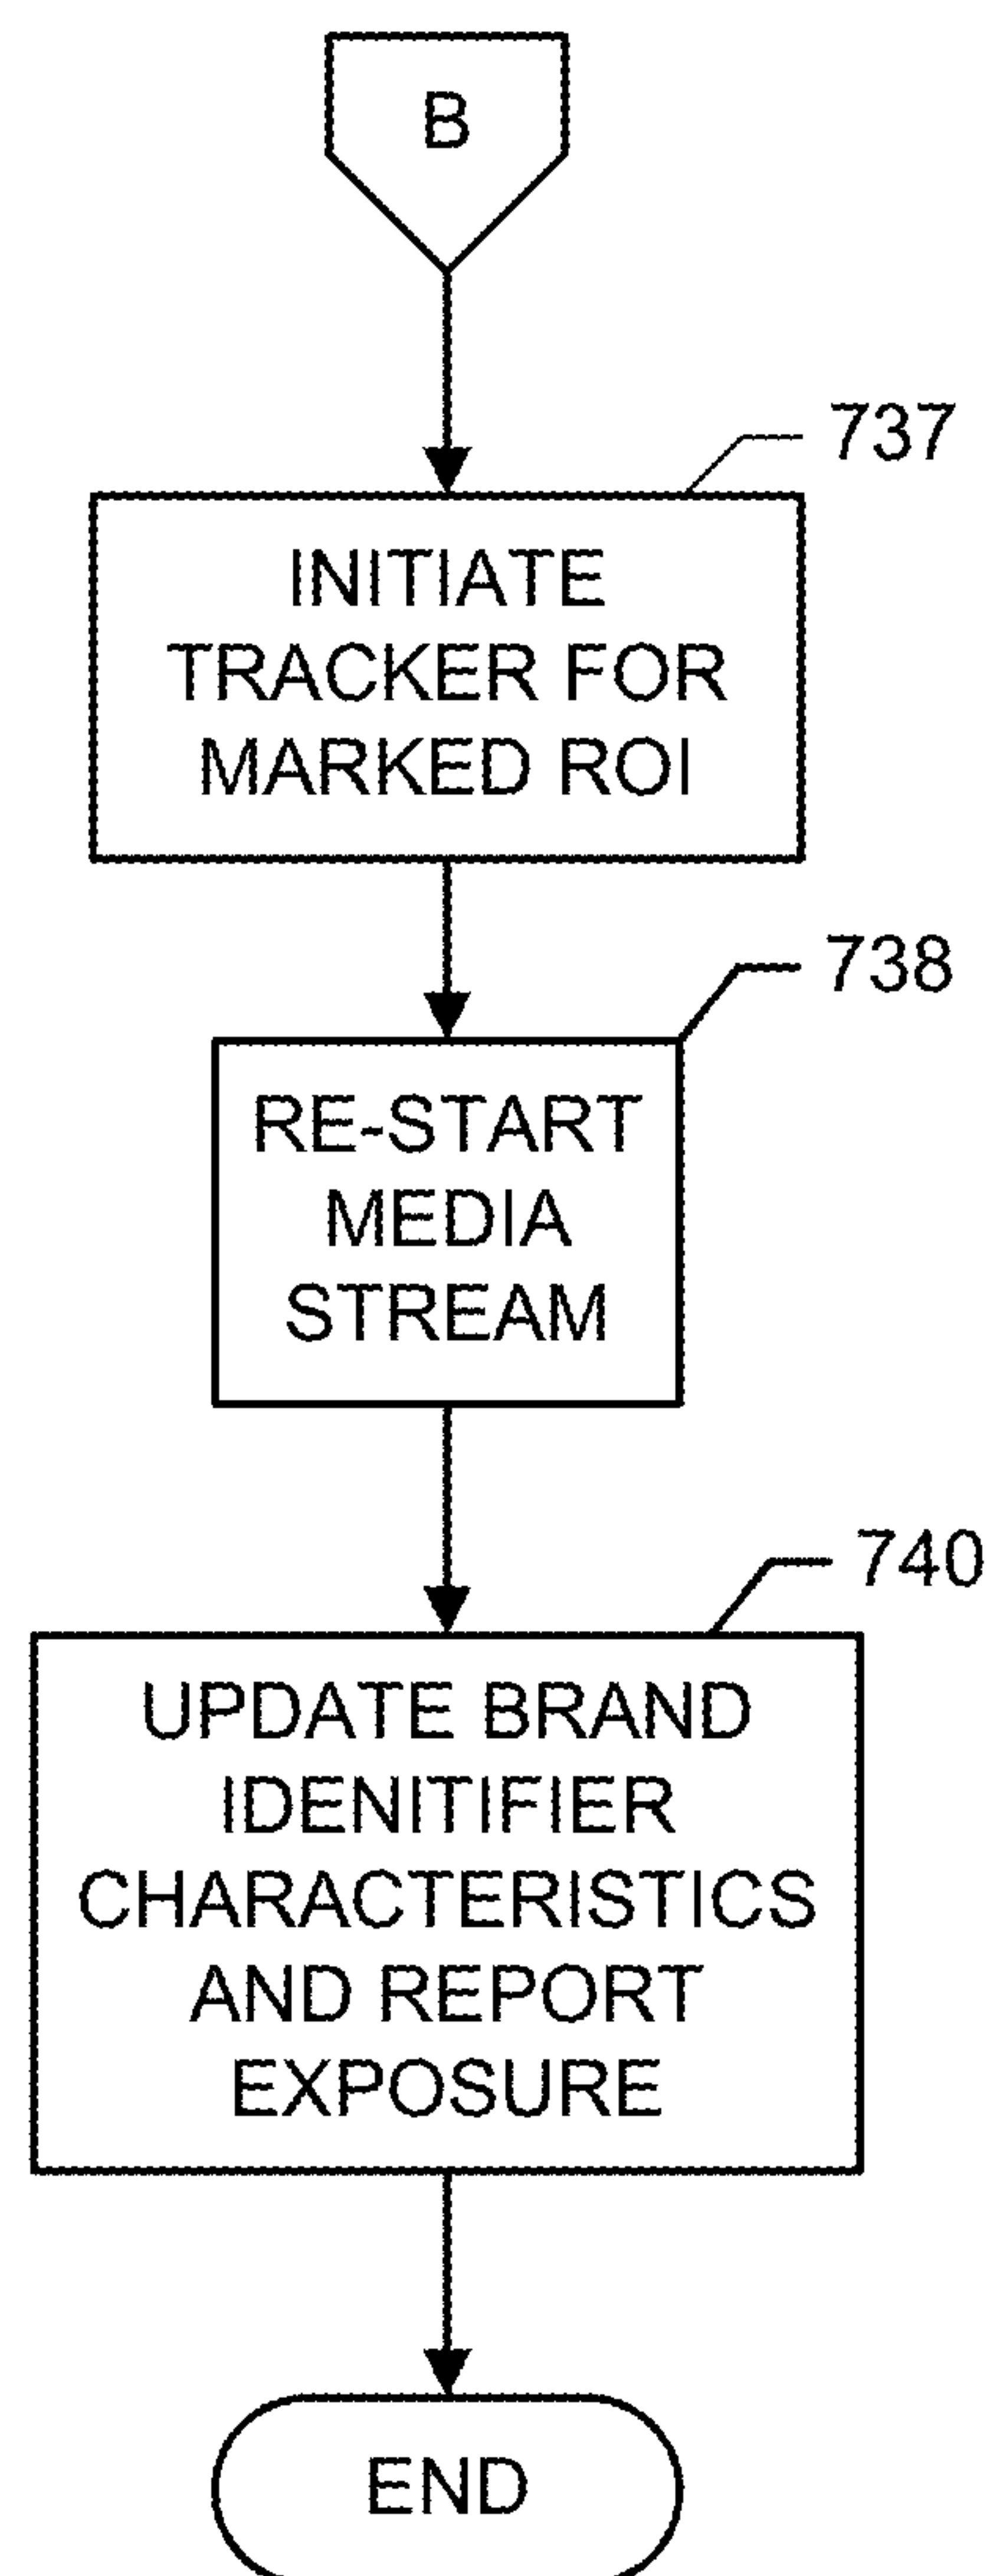 B
737
INITIATE
TRACKER FOR
MARKED ROI
738
RE-START
MEDIA
STREAM
740
UPDATE BRAND
IDENITIFIER
CHARACTERISTICS
AND REPORT
EXPOSURE
END